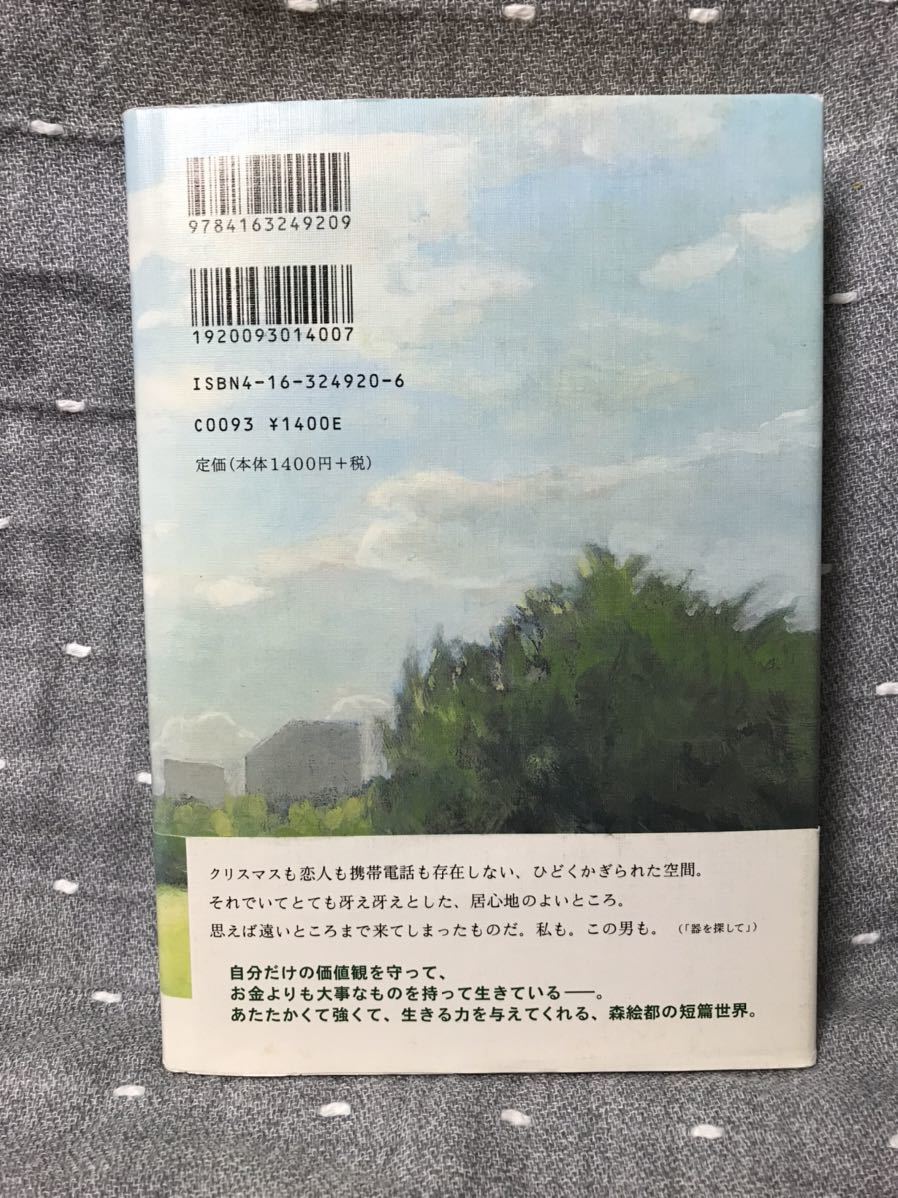 9784163249209
1920093014007
ISBN4-16-324920-6
C0093 ¥1400E
定価(本体1400円+税)
クリスマスも恋人も携帯電話も存在しない、ひどくかぎられた空間。
それでいてとても冴え冴えとした、居心地のよいところ。
思えば遠いところまで来てしまったものだ。私も。この男も。(「器を探して」)
自分だけの価値観を守って、
お金よりも大事なものを持って生きている——。
あたたかくて強くて、生きる力を与えてくれる、森絵都の短篇世界。